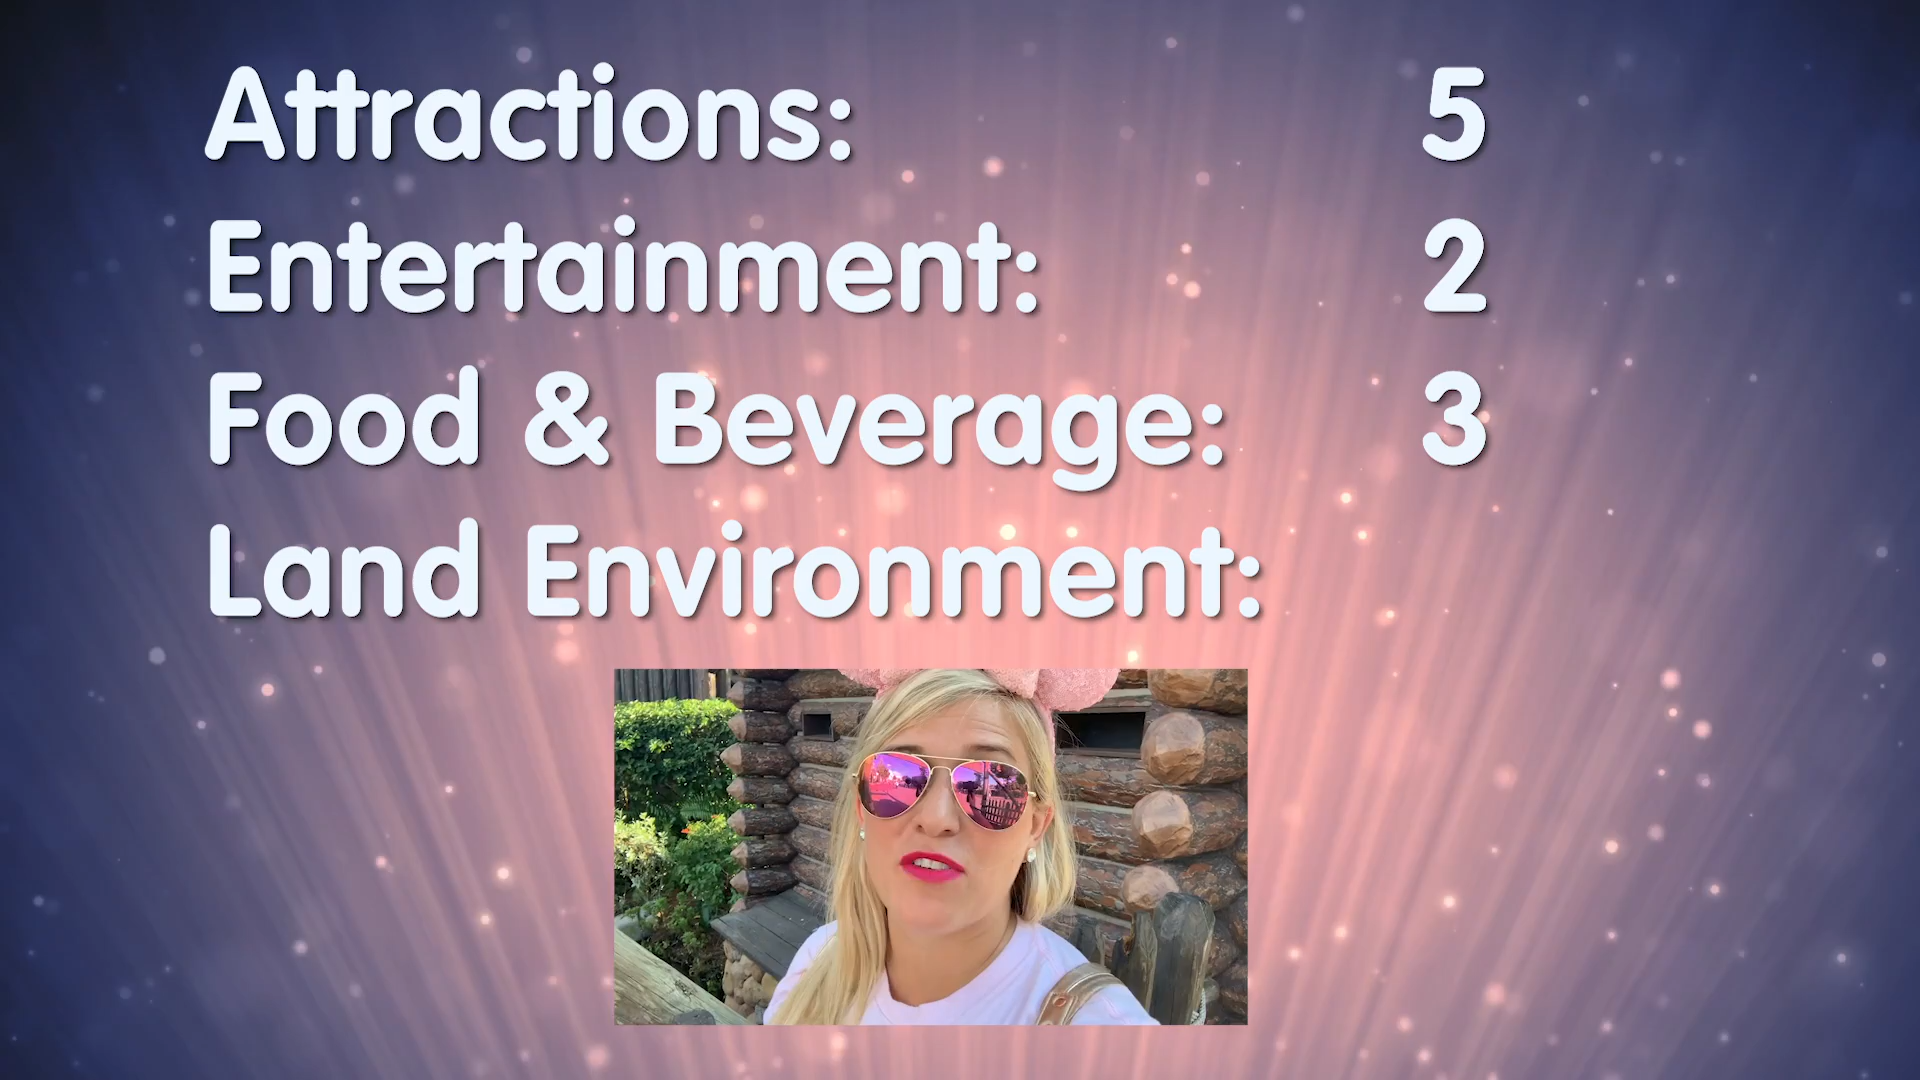 Attractions: 5
Entertainment: 2
Food & Beverage: 3
Land Environment: